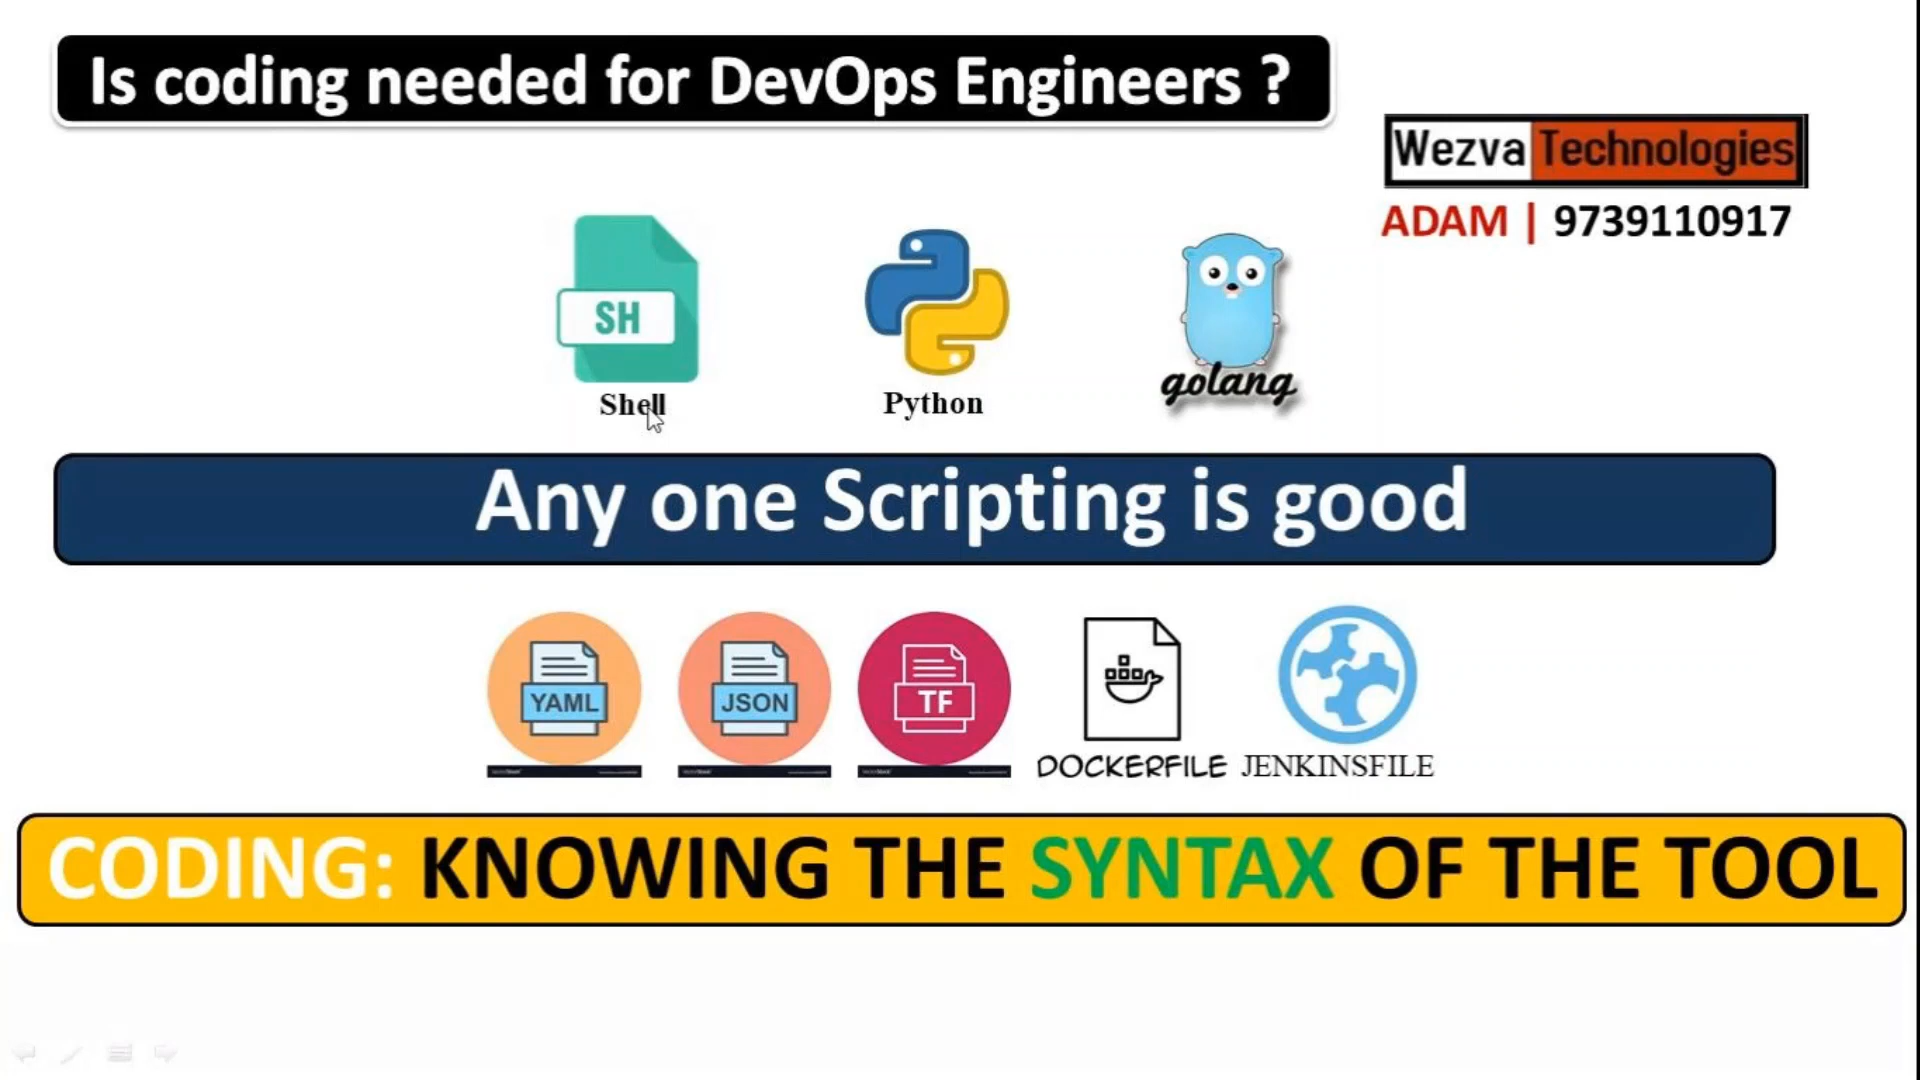 Is coding needed for DevOps Engineers ?
Wezva Technologies
ADAM | 9739110917
SH
Shell
Python
golang
Any one Scripting is good
YAML
JSON
TF
DOCKERFILE
JENKINSFILE
CODING: KNOWING THE SYNTAX OF THE TOOL